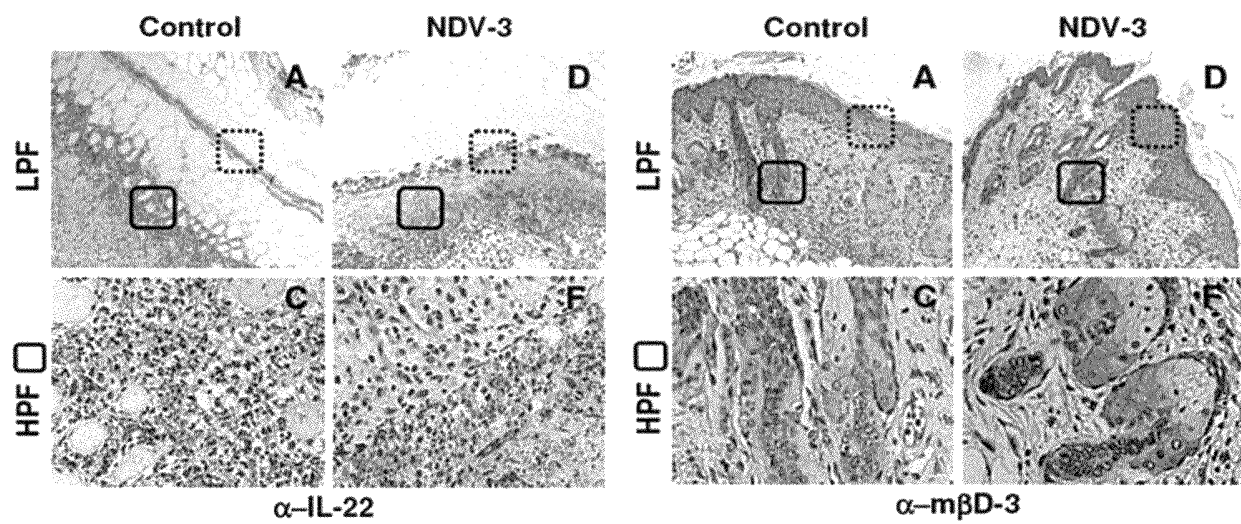 Control NDV-3 Control NDV-3
LPF A D LPF A D
HPF C F HPF C F
α–IL-22 α–mβD-3